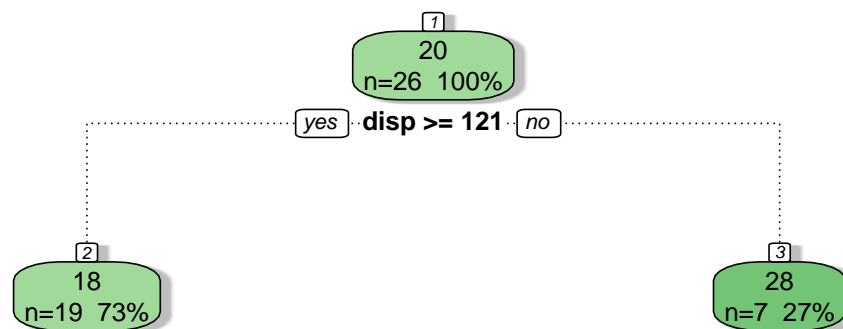 1
20
n=26 100%
yes disp >= 121 no
2
18
n=19 73%
3
28
n=7 27%